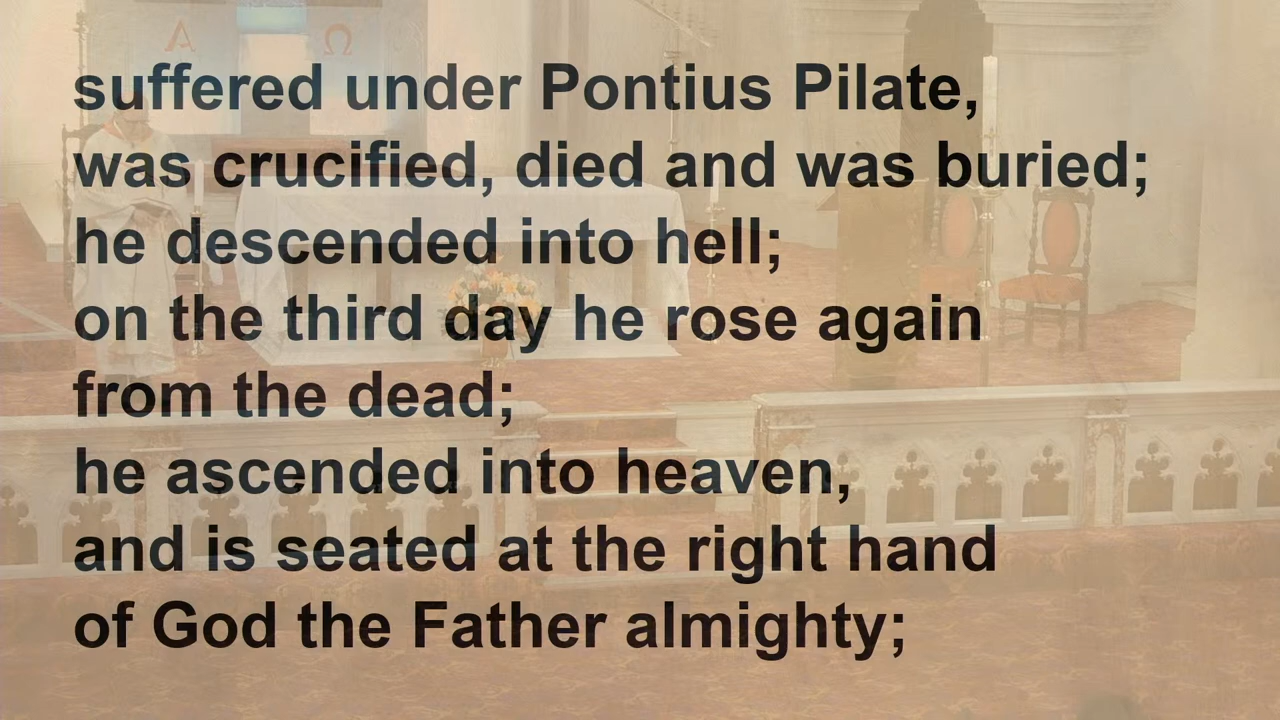 Α Ω
suffered under Pontius Pilate,
was crucified, died and was buried;
he descended into hell;
on the third day he rose again
from the dead;
he ascended into heaven,
and is seated at the right hand
of God the Father almighty;